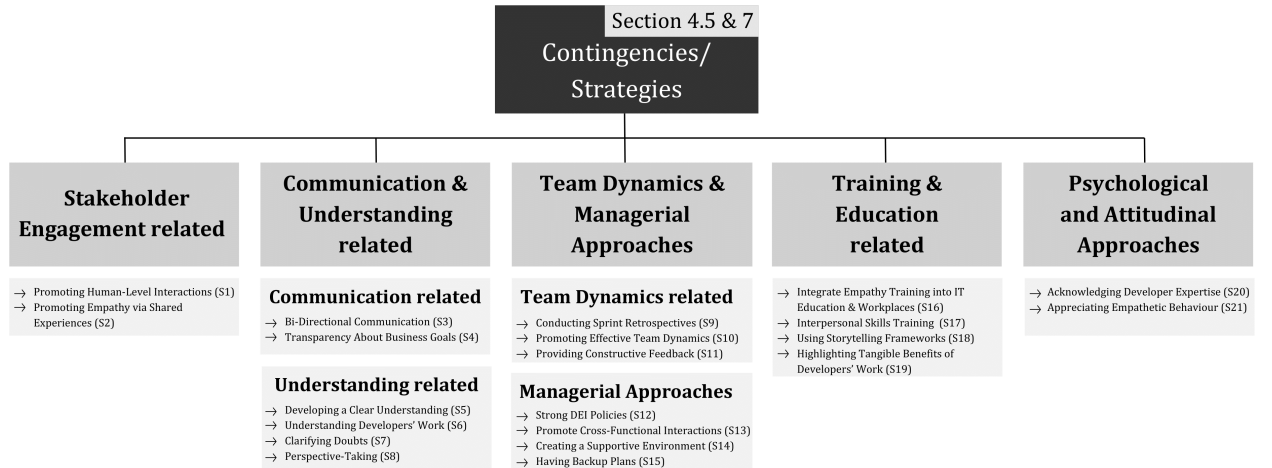 Section 4.5 & 7
Contingencies/
Strategies
Stakeholder
Engagement related
→ Promoting Human-Level Interactions (S1)
→ Promoting Empathy via Shared
Experiences (S2)
Communication &
Understanding
related
Communication related
→ Bi-Directional Communication (S3)
→ Transparency About Business Goals (S4)
Understanding related
→ Developing a Clear Understanding (S5)
→ Understanding Developers' Work (S6)
→ Clarifying Doubts (S7)
→ Perspective-Taking (S8)
Team Dynamics &
Managerial
Approaches
Team Dynamics related
→ Conducting Sprint Retrospectives (S9)
→ Promoting Effective Team Dynamics (S10)
→ Providing Constructive Feedback (S11)
Managerial Approaches
→ Strong DEI Policies (S12)
→ Promote Cross-Functional Interactions (S13)
→ Creating a Supportive Environment (S14)
→ Having Backup Plans (S15)
Training &
Education
related
→ Integrate Empathy Training into IT
Education & Workplaces (S16)
→ Interpersonal Skills Training (S17)
→ Using Storytelling Frameworks (S18)
→ Highlighting Tangible Benefits of
Developers' Work (S19)
Psychological
and Attitudinal
Approaches
→ Acknowledging Developer Expertise (S20)
→ Appreciating Empathetic Behaviour (S21)